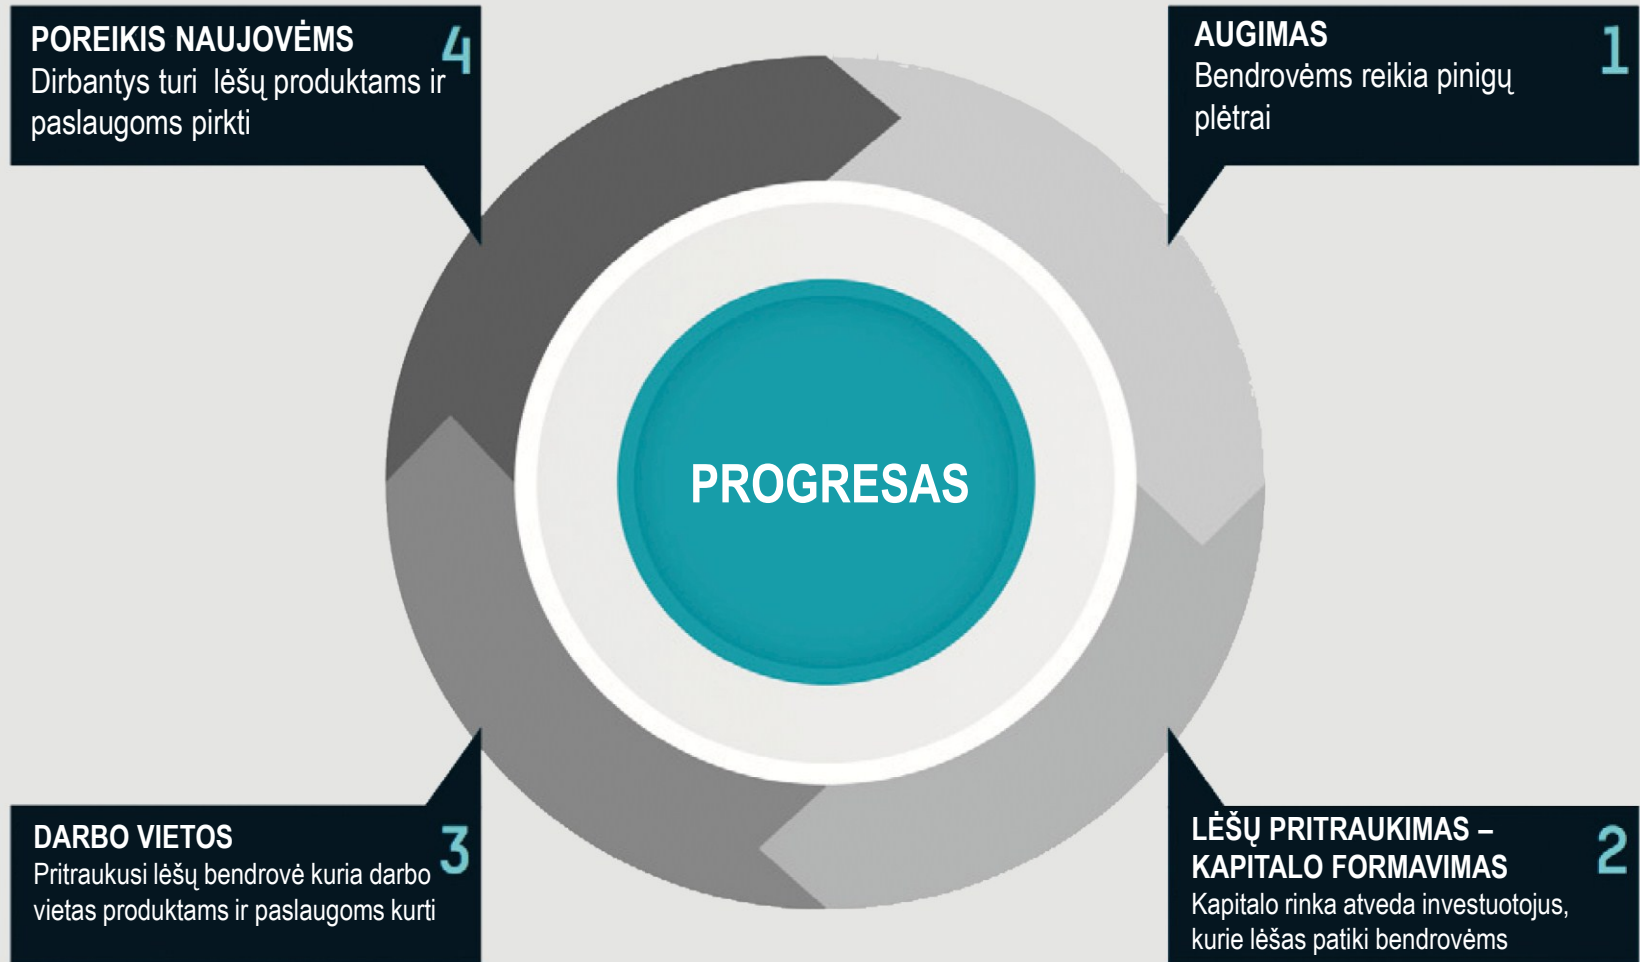 POREIKIS NAUJOVĖMS
4
Dirbantys turi lėšų produktams ir
paslaugoms pirkti
AUGIMAS
1
Bendrovėms reikia pinigų
plėtrai
PROGRESAS
DARBO VIETOS
3
Pritraukusi lėšų bendrovė kuria darbo
vietas produktams ir paslaugoms kurti
LĖŠŲ PRITRAUKIMAS –
KAPITALO FORMAVIMAS
2
Kapitalo rinka atveda investuotojus,
kurie lėšas patiki bendrovėms